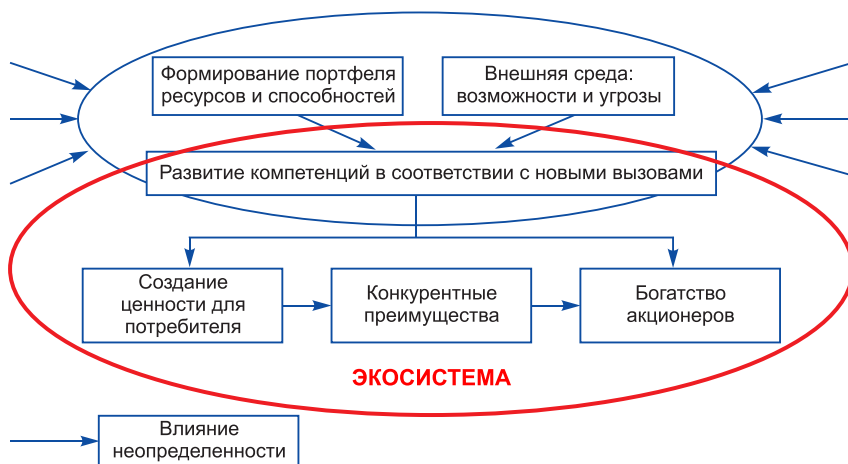 Формирование портфеля
ресурсов и способностей
Внешняя среда:
возможности и угрозы
Развитие компетенций в соответствии с новыми вызовами
Создание
ценности для
потребителя
Конкурентные
преимущества
Богатство
акционеров
ЭКОСИСТЕМА
Влияние
неопределенности